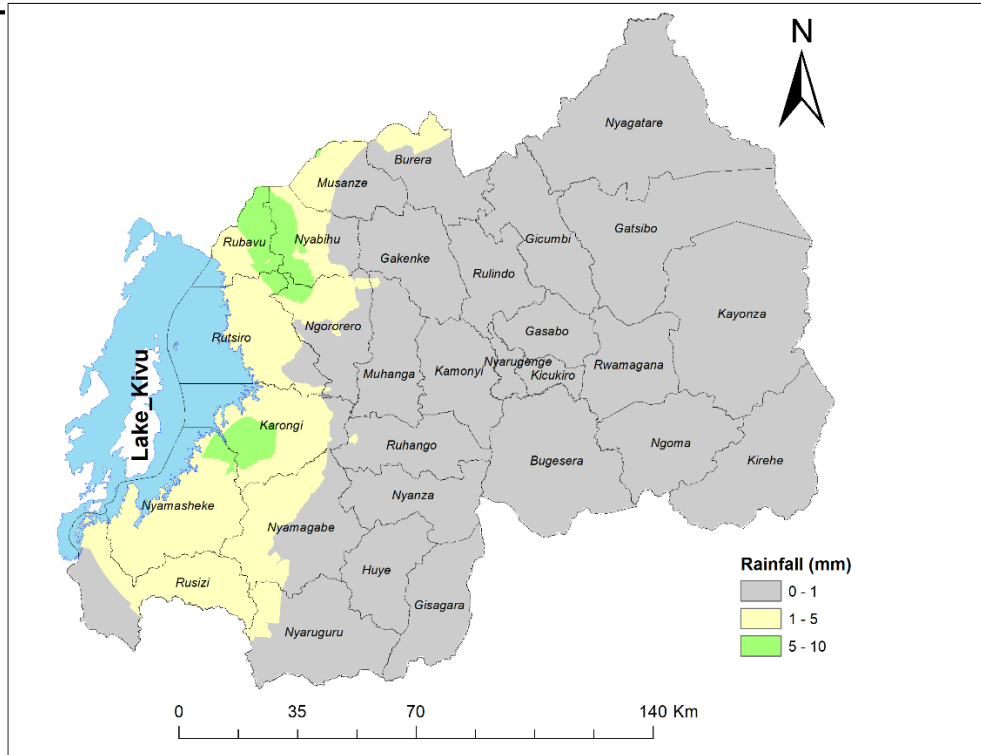 N
Nyagatare
Burera
Musanze
Gatsibo
Rubavu
Nyabihu
Gicumbi
Gakenke
Rulindo
Kayonza
Ngororero
Gasabo
Rutsiro
Nyarugenge
Rwamagana
Muhanga
Kamonyi
Kicukiro
Lake_Kivu
Karongi
Ruhango
Ngoma
Bugesera
Kirehe
Nyanza
Nyamasheke
Nyamagabe
Huye
Rusizi
Gisagara
Nyaruguru
Rainfall (mm)
0 - 1
1 - 5
5 - 10
0 35 70 140 Km